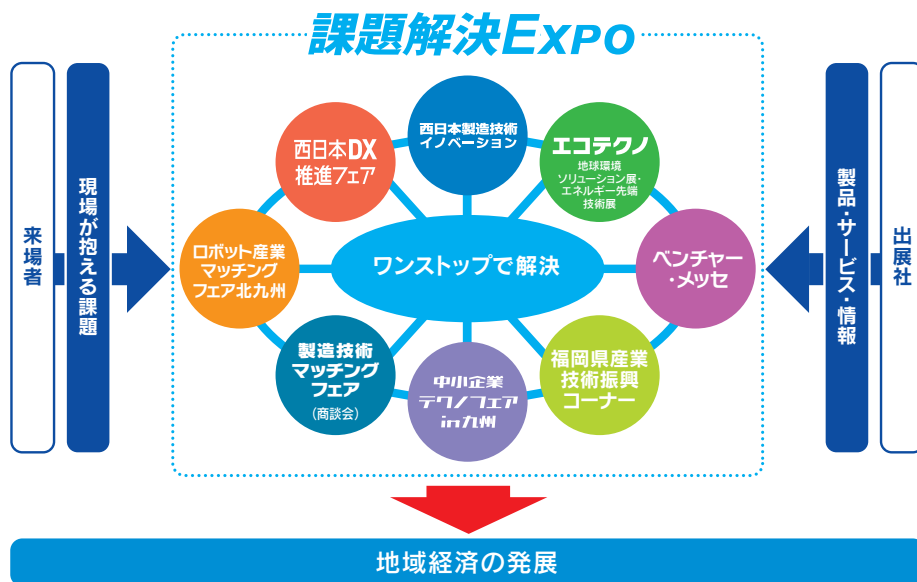 課題解決EXPO
来場者
現場が抱える課題
西日本製造技術
イノベーション
西日本DX
推進フェア
エコテクノ
地球環境
ソリューション展・
エネルギー先端
技術展
ロボット産業
マッチング
フェア北九州
ワンストップで解決
ベンチャー
・メッセ
製造技術
マッチング
フェア
(商談会)
中小企業
テクノフェア
in九州
福岡県産業
技術振興
コーナー
製品・サービス・情報
出展社
地域経済の発展